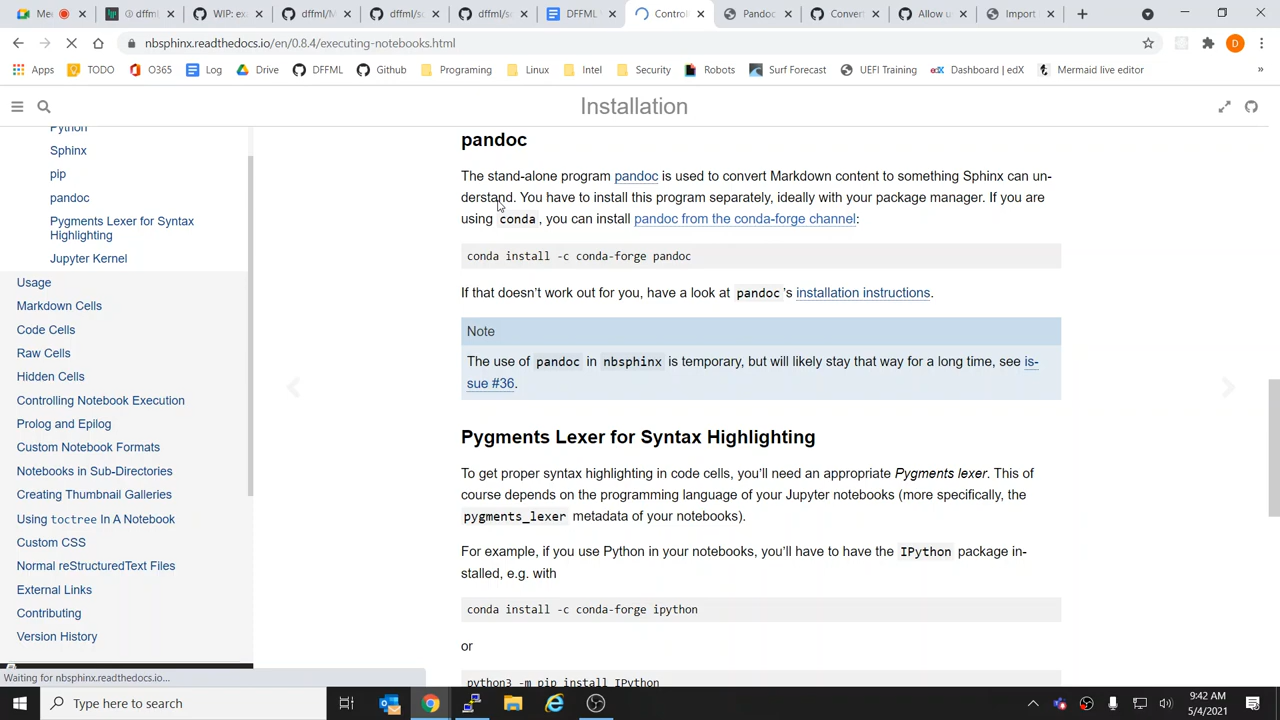 Me
dffml
WIP: exa
dffml/M
dffml/sc
dffml/sc
DFFML
Control
Pandoc
Convert
Allow u
Import
nbsphinx.readthedocs.io/en/0.8.4/executing-notebooks.html
D
Apps
TODO
O365
Log
Drive
DFFML
Github
Programing
Linux
Intel
Security
Robots
Surf Forecast
UEFI Training
Dashboard | edX
Mermaid live editor
»
Installation
Python
Sphinx
pip
pandoc
Pygments Lexer for Syntax
Highlighting
Jupyter Kernel
Usage
Markdown Cells
Code Cells
Raw Cells
Hidden Cells
Controlling Notebook Execution
Prolog and Epilog
Custom Notebook Formats
Notebooks in Sub-Directories
Creating Thumbnail Galleries
Using toctree In A Notebook
Custom CSS
Normal reStructuredText Files
External Links
Contributing
Version History
pandoc
The stand-alone program pandoc is used to convert Markdown content to something Sphinx can un-
derstand. You have to install this program separately, ideally with your package manager. If you are
using conda, you can install pandoc from the conda-forge channel:
conda install -c conda-forge pandoc
If that doesn't work out for you, have a look at pandoc's installation instructions.
Note
The use of pandoc in nbsphinx is temporary, but will likely stay that way for a long time, see is-
sue #36.
Pygments Lexer for Syntax Highlighting
To get proper syntax highlighting in code cells, you'll need an appropriate Pygments lexer. This of
course depends on the programming language of your Jupyter notebooks (more specifically, the
pygments_lexer metadata of your notebooks).
For example, if you use Python in your notebooks, you'll have to have the IPython package in-
stalled, e.g. with
conda install -c conda-forge ipython
or
python3 -m pip install IPython
Waiting for nbsphinx.readthedocs.io...
Type here to search
9:42 AM
5/4/2021